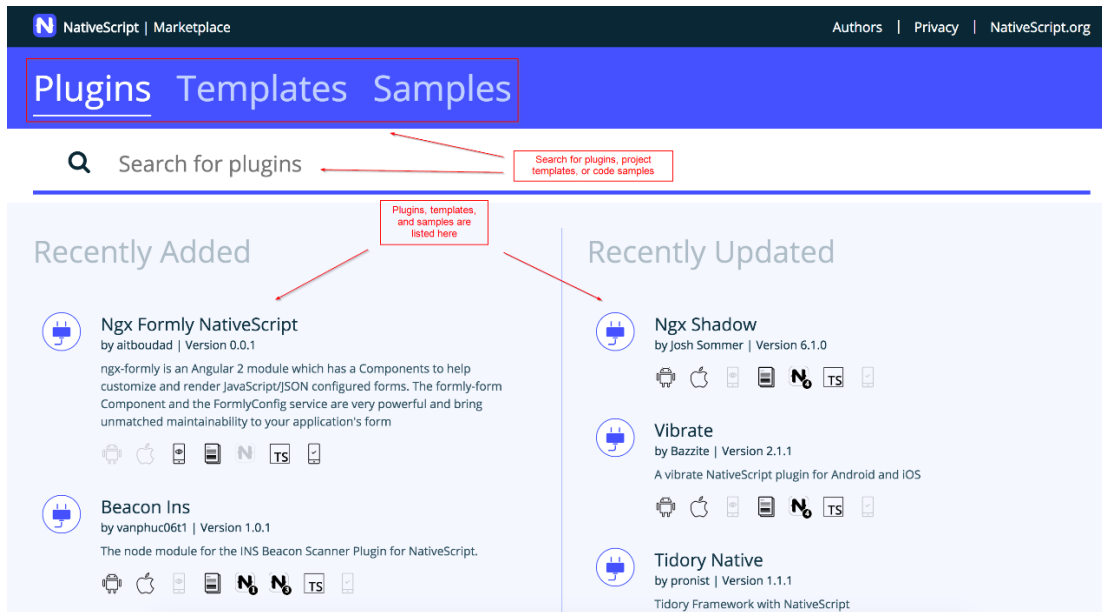 NativeScript | Marketplace
Authors | Privacy | NativeScript.org
Plugins Templates Samples
Search for plugins
Search for plugins, project
templates, or code samples
Plugins, templates,
and samples are
listed here
Recently Added
Ngx Formly NativeScript
by aitboudad | Version 0.0.1
ngx-formly is an Angular 2 module which has a Components to help
customize and render JavaScript/JSON configured forms. The formly-form
Component and the FormlyConfig service are very powerful and bring
unmatched maintainability to your application's form
N TS
Beacon Ins
by vanphuc06t1 | Version 1.0.1
The node module for the INS Beacon Scanner Plugin for NativeScript.
N1 N3 TS
Recently Updated
Ngx Shadow
by Josh Sommer | Version 6.1.0
N4 TS
Vibrate
by Bazzite | Version 2.1.1
A vibrate NativeScript plugin for Android and iOS
N4 TS
Tidory Native
by pronist | Version 1.1.1
Tidory Framework with NativeScript